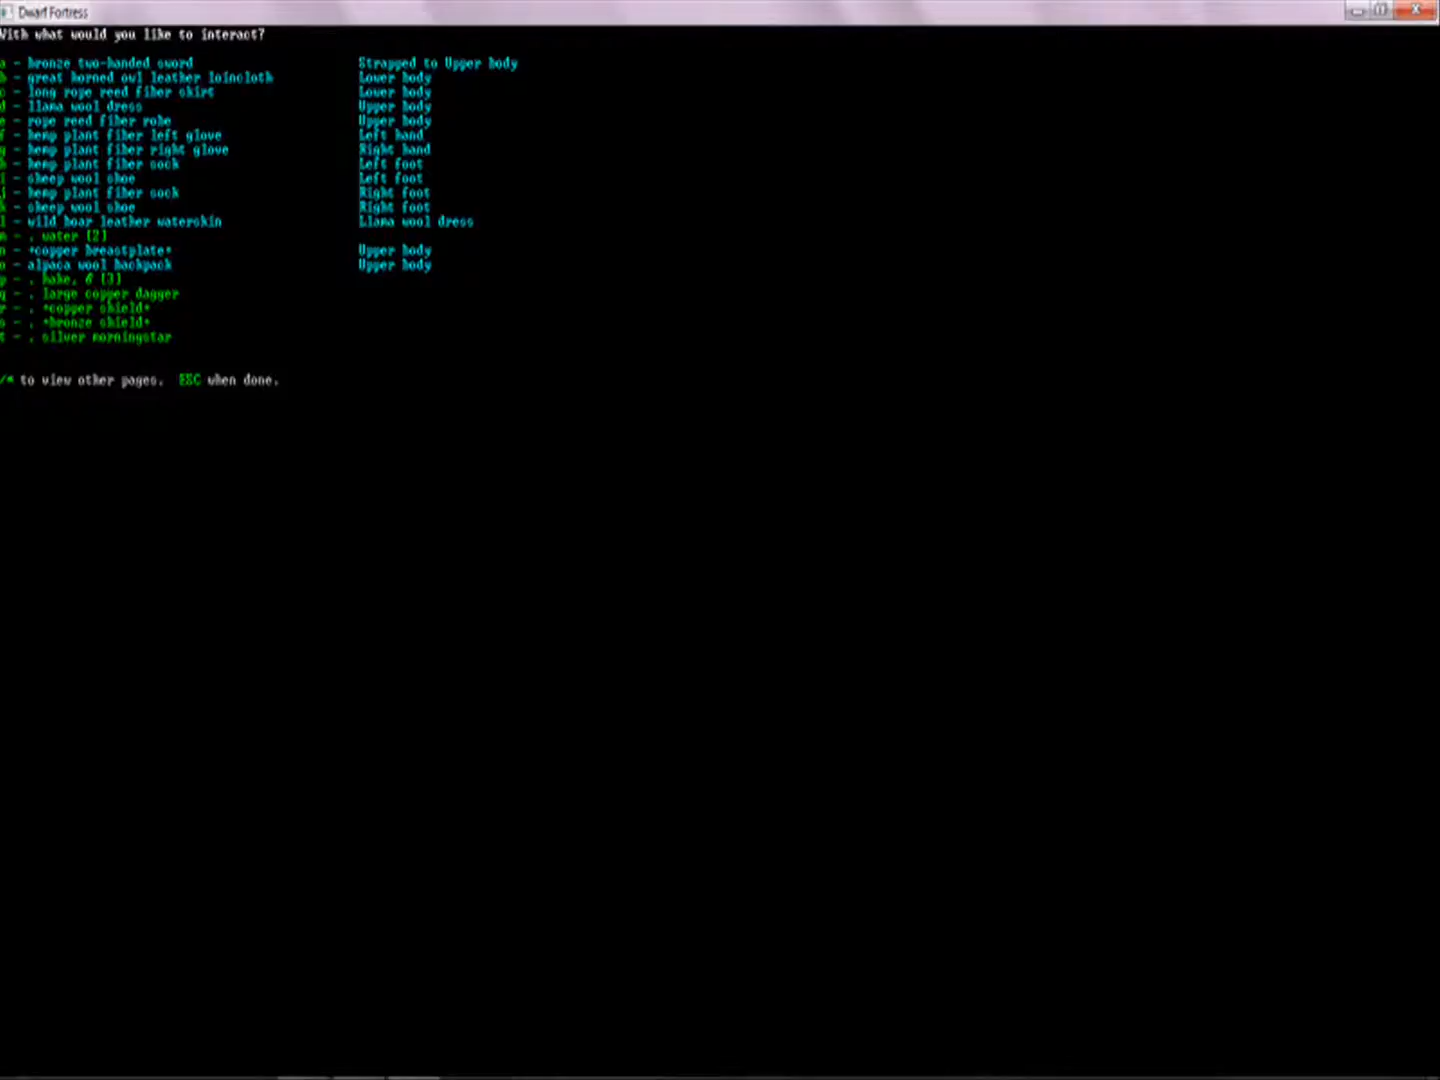 Dwarf Fortress
With what would you like to interact?
a - bronze two-handed sword Strapped to Upper body
b - great horned owl leather loincloth Lower body
c - long rope reed fiber skirt Lower body
d - llama wool dress Upper body
e - rope reed fiber robe Upper body
f - hemp plant fiber left glove Left hand
g - hemp plant fiber right glove Right hand
h - hemp plant fiber sock Left foot
i - sheep wool shoe Left foot
j - hemp plant fiber sock Right foot
k - sheep wool shoe Right foot
l - wild boar leather waterskin Llama wool dress
m - . water [2]
n - +copper breastplate+ Upper body
o - alpaca wool backpack Upper body
p - . hake, ♂ [3]
q - . large copper dagger
r - . +copper shield+
s - . +bronze shield+
t - . silver morningstar
/* to view other pages. ESC when done.